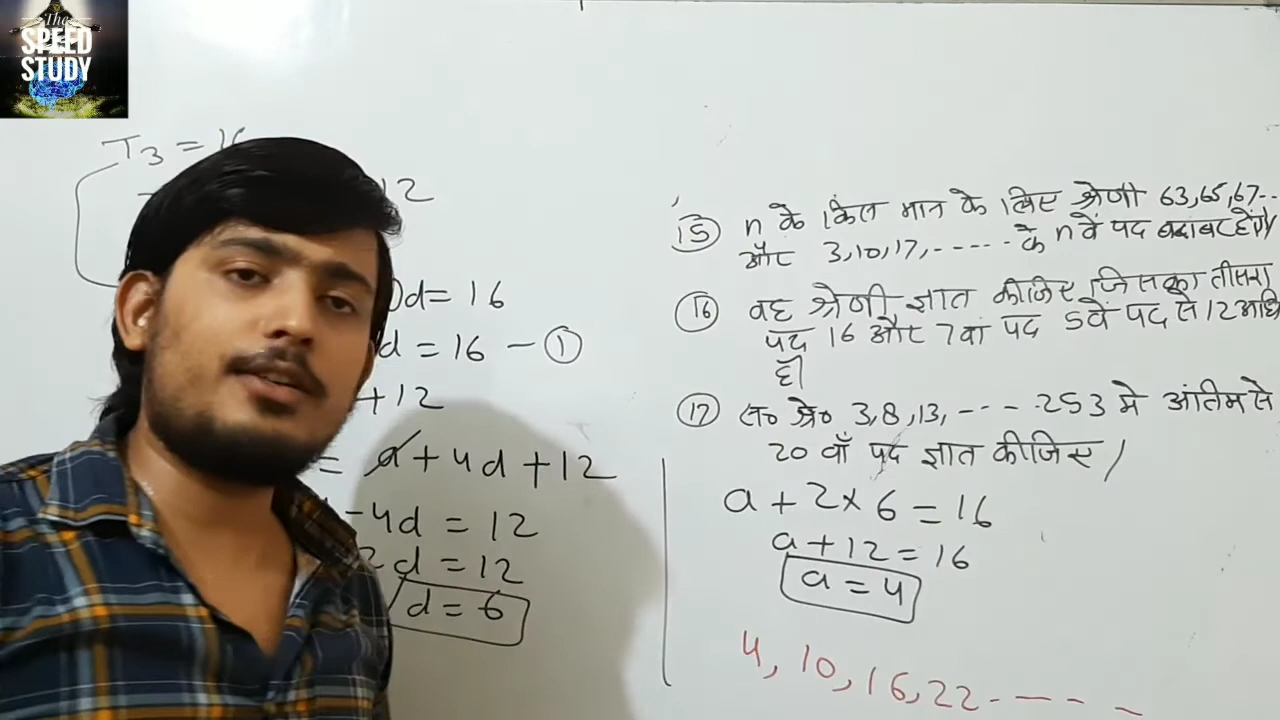 The
SPEED
STUDY
T3 = 16
12
d = 16
d = 16 — ①
+12
= a + 4d + 12
-4d = 12
2d = 12
d = 6
⑮ n के किस मान के लिए श्रेणी 63,65,67..
और 3,10,17,----- के n वें पद बराबर होंगे/
⑯ वह श्रेणी ज्ञात कीजिए जिसका तीसरा
पद 16 और 7वां पद 5वें पद से 12 अधि
हो
⑰ स० श्रे० 3,8,13,---.253 मे अंतिम से
20 वाँ पद ज्ञात कीजिए/
a + 2 × 6 = 16
a + 12 = 16
a = 4
4, 10, 16, 22 - — - —